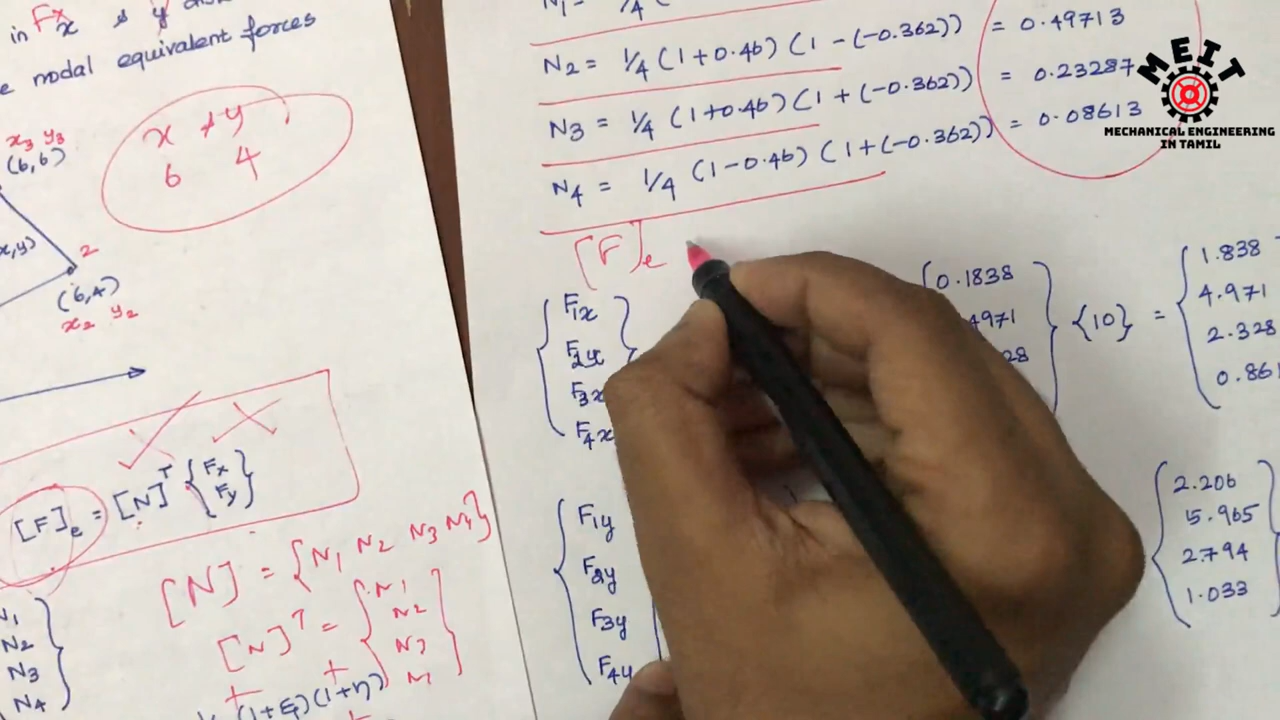 in Fx x & y
nodal equivalent forces
x3 y3
(6,6)
x y
6 4
x,y)
2
(6,4)
x2 y2
[F]e = [N]ᵀ {Fx
Fy}
[N] = {N1 N2 N3 N4}
[N]ᵀ = {N1
N2
N3
N1
N2
N3
N4
(1+ξ)(1+η)
N1 = 1/4 (
N2 = 1/4 (1+0.46) (1-(-0.362)) = 0.49713
N3 = 1/4 (1+0.46) (1+(-0.362)) = 0.23287
N4 = 1/4 (1-0.46) (1+(-0.362)) = 0.08613
[F]e
{F1x
F2x
F3x
F4x
0.1838
4971
28
{10} = {1.838
4.971
2.328
0.861
{F1y
F2y
F3y
F4y
{2.206
5.965
2.794
1.033
MEIT
MECHANICAL ENGINEERING
IN TAMIL